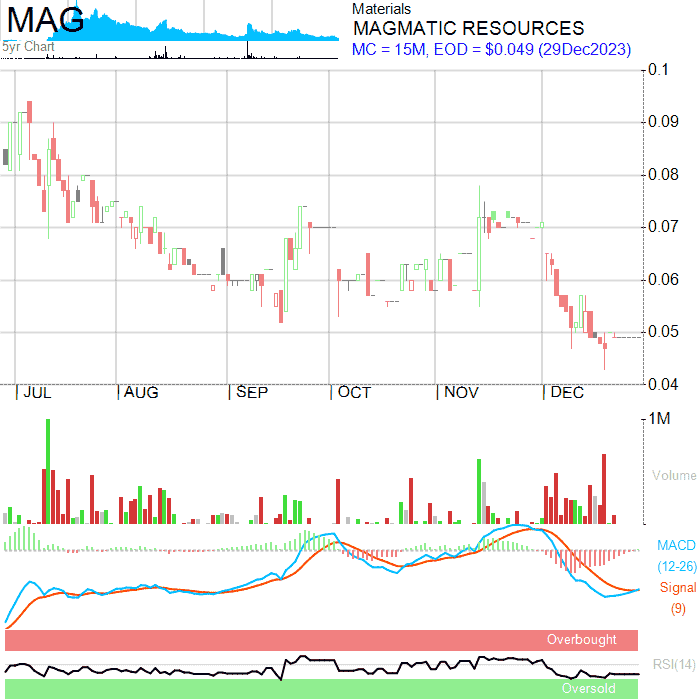 MAG
5yr Chart
Materials
MAGMATIC RESOURCES
MC = 15M, EOD = $0.049 (29Dec2023)
0.1
0.09
0.08
0.07
0.06
0.05
0.04
JUL AUG SEP OCT NOV DEC
1M
Volume
MACD
(12-26)
Signal
(9)
Overbought
RSI(14)
Oversold